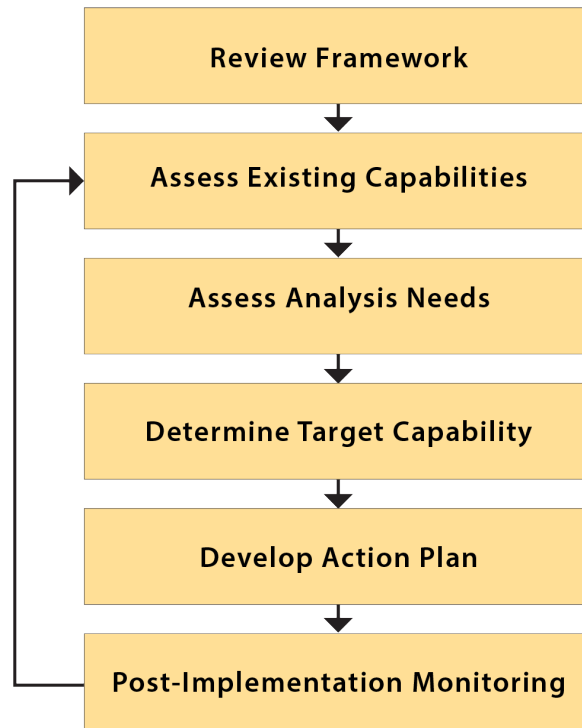 Review Framework
Assess Existing Capabilities
Assess Analysis Needs
Determine Target Capability
Develop Action Plan
Post-Implementation Monitoring